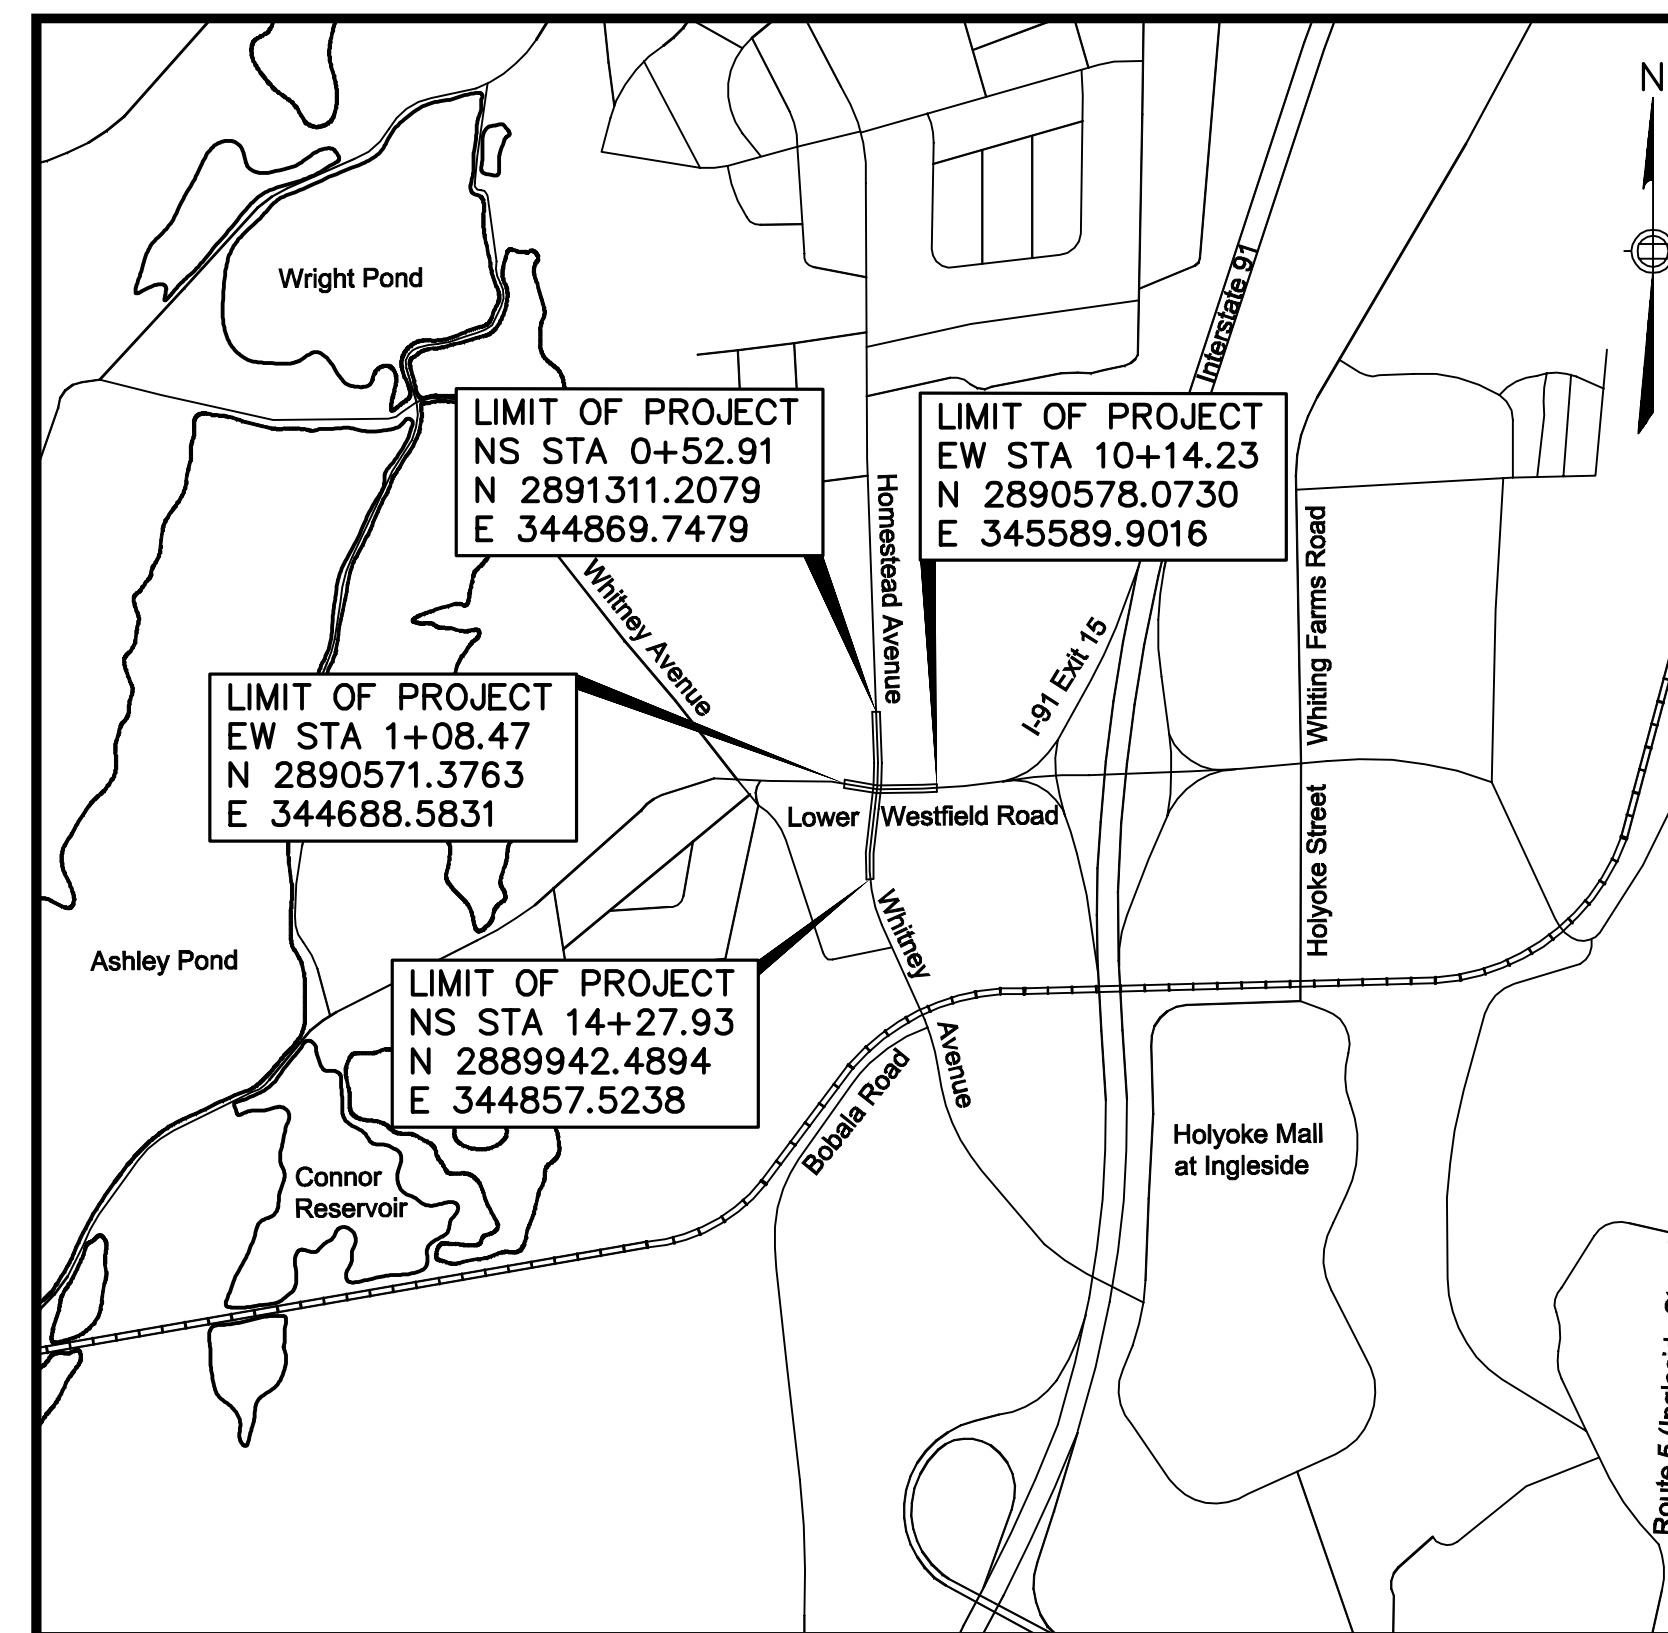 N
Wright Pond
Interstate 91
LIMIT OF PROJECT
NS STA 0+52.91
N 2891311.2079
E 344869.7479
LIMIT OF PROJECT
EW STA 10+14.23
N 2890578.0730
E 345589.9016
Homestead Avenue
Whiting Farms Road
Whitney Avenue
I-91 Exit 15
LIMIT OF PROJECT
EW STA 1+08.47
N 2890571.3763
E 344688.5831
Lower Westfield Road
Holyoke Street
Ashley Pond
Whitney Avenue
LIMIT OF PROJECT
NS STA 14+27.93
N 2889942.4894
E 344857.5238
Bobala Road
Holyoke Mall
at Ingleside
Connor
Reservoir
Route 5